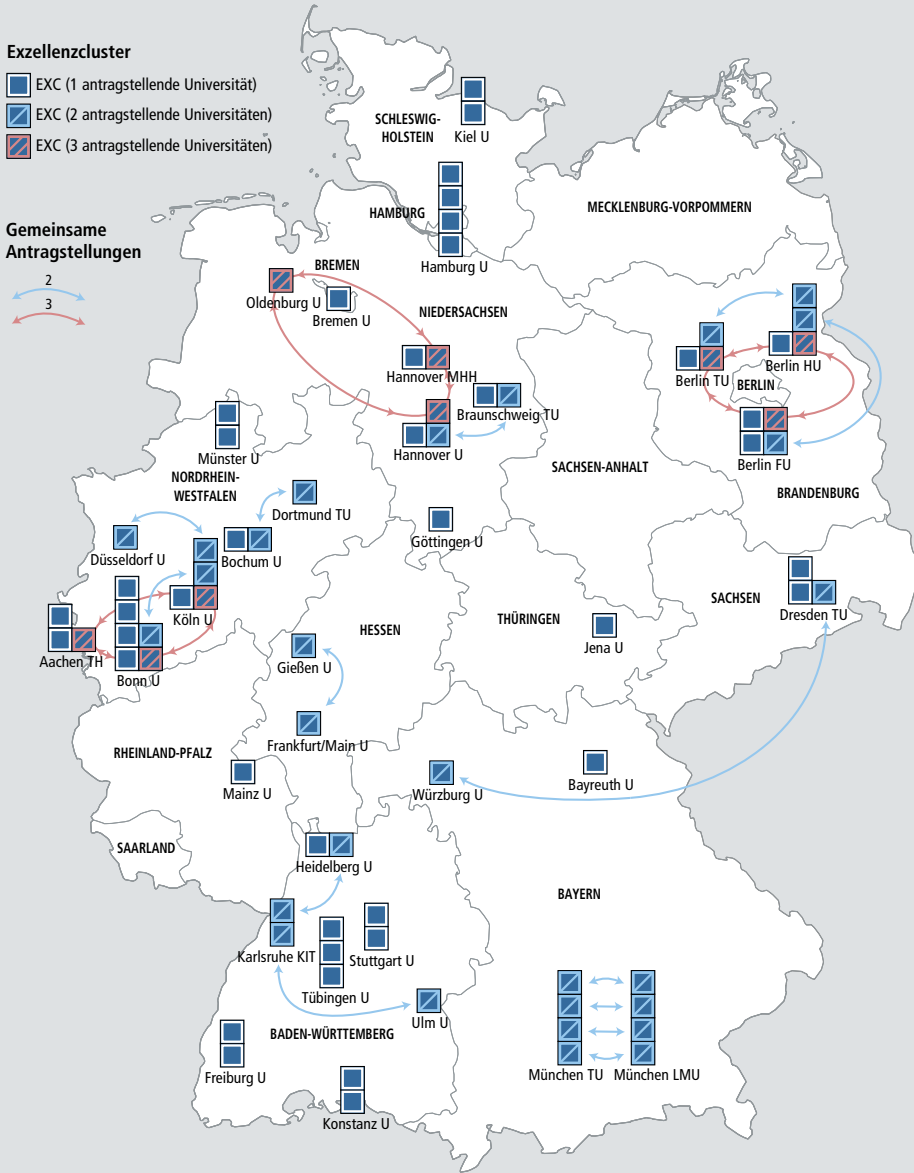 Exzellenzcluster
EXC (1 antragstellende Universität)
EXC (2 antragstellende Universitäten)
EXC (3 antragstellende Universitäten)
Gemeinsame
Antragstellungen
2
3
SCHLESWIG-
HOLSTEIN
Kiel U
HAMBURG
Hamburg U
MECKLENBURG-VORPOMMERN
BREMEN
Oldenburg U
Bremen U
NIEDERSACHSEN
Hannover MHH
Braunschweig TU
Hannover U
Berlin TU
Berlin HU
BERLIN
Berlin FU
BRANDENBURG
SACHSEN-ANHALT
Münster U
NORDRHEIN-
WESTFALEN
Dortmund TU
Düsseldorf U
Bochum U
Göttingen U
Köln U
Aachen TH
Bonn U
HESSEN
THÜRINGEN
Jena U
SACHSEN
Dresden TU
Gießen U
Frankfurt/Main U
RHEINLAND-PFALZ
Mainz U
Würzburg U
Bayreuth U
SAARLAND
Heidelberg U
BAYERN
Karlsruhe KIT
Stuttgart U
Tübingen U
Ulm U
BADEN-WÜRTTEMBERG
Freiburg U
Konstanz U
München TU
München LMU